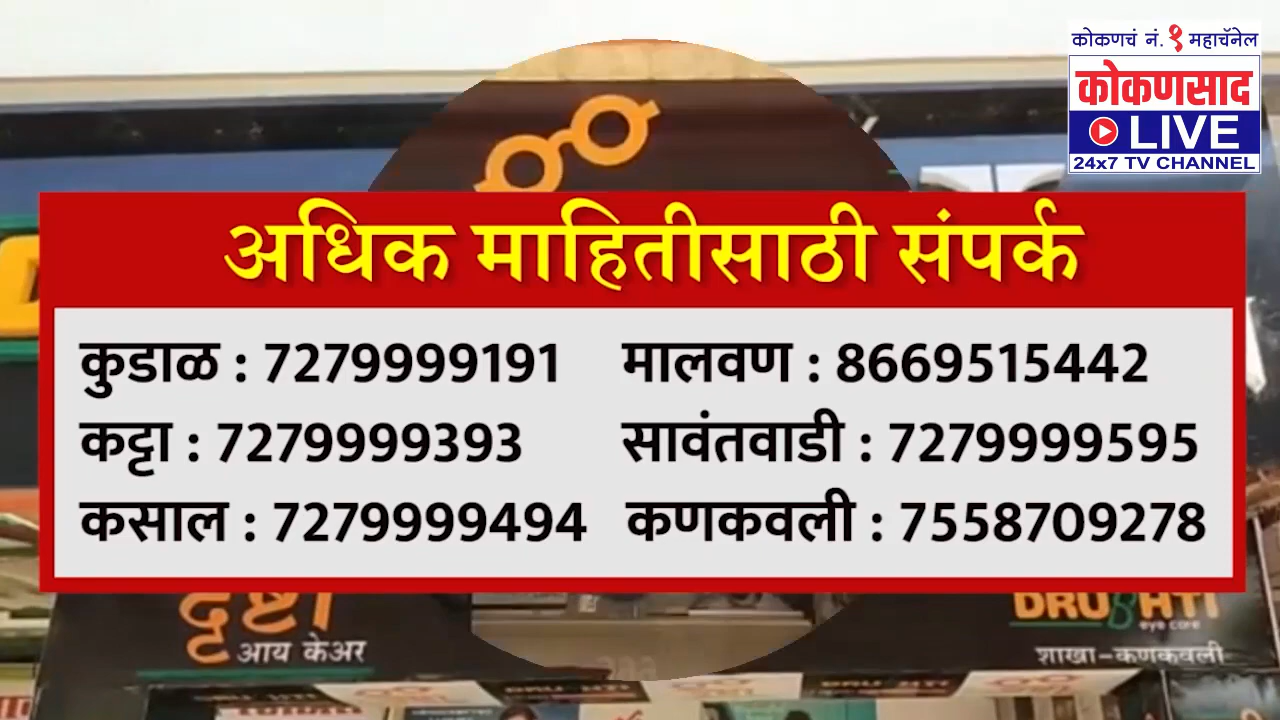 कोकणचं नं. १ महाचॅनेल
कोकणसाद
LIVE
24x7 TV CHANNEL
अधिक माहितीसाठी संपर्क
कुडाळ : 7279999191
मालवण : 8669515442
कट्टा : 7279999393
सावंतवाडी : 7279999595
कसाल : 7279999494
कणकवली : 7558709278
आय केअर
eye care
शाखा-कणकवली